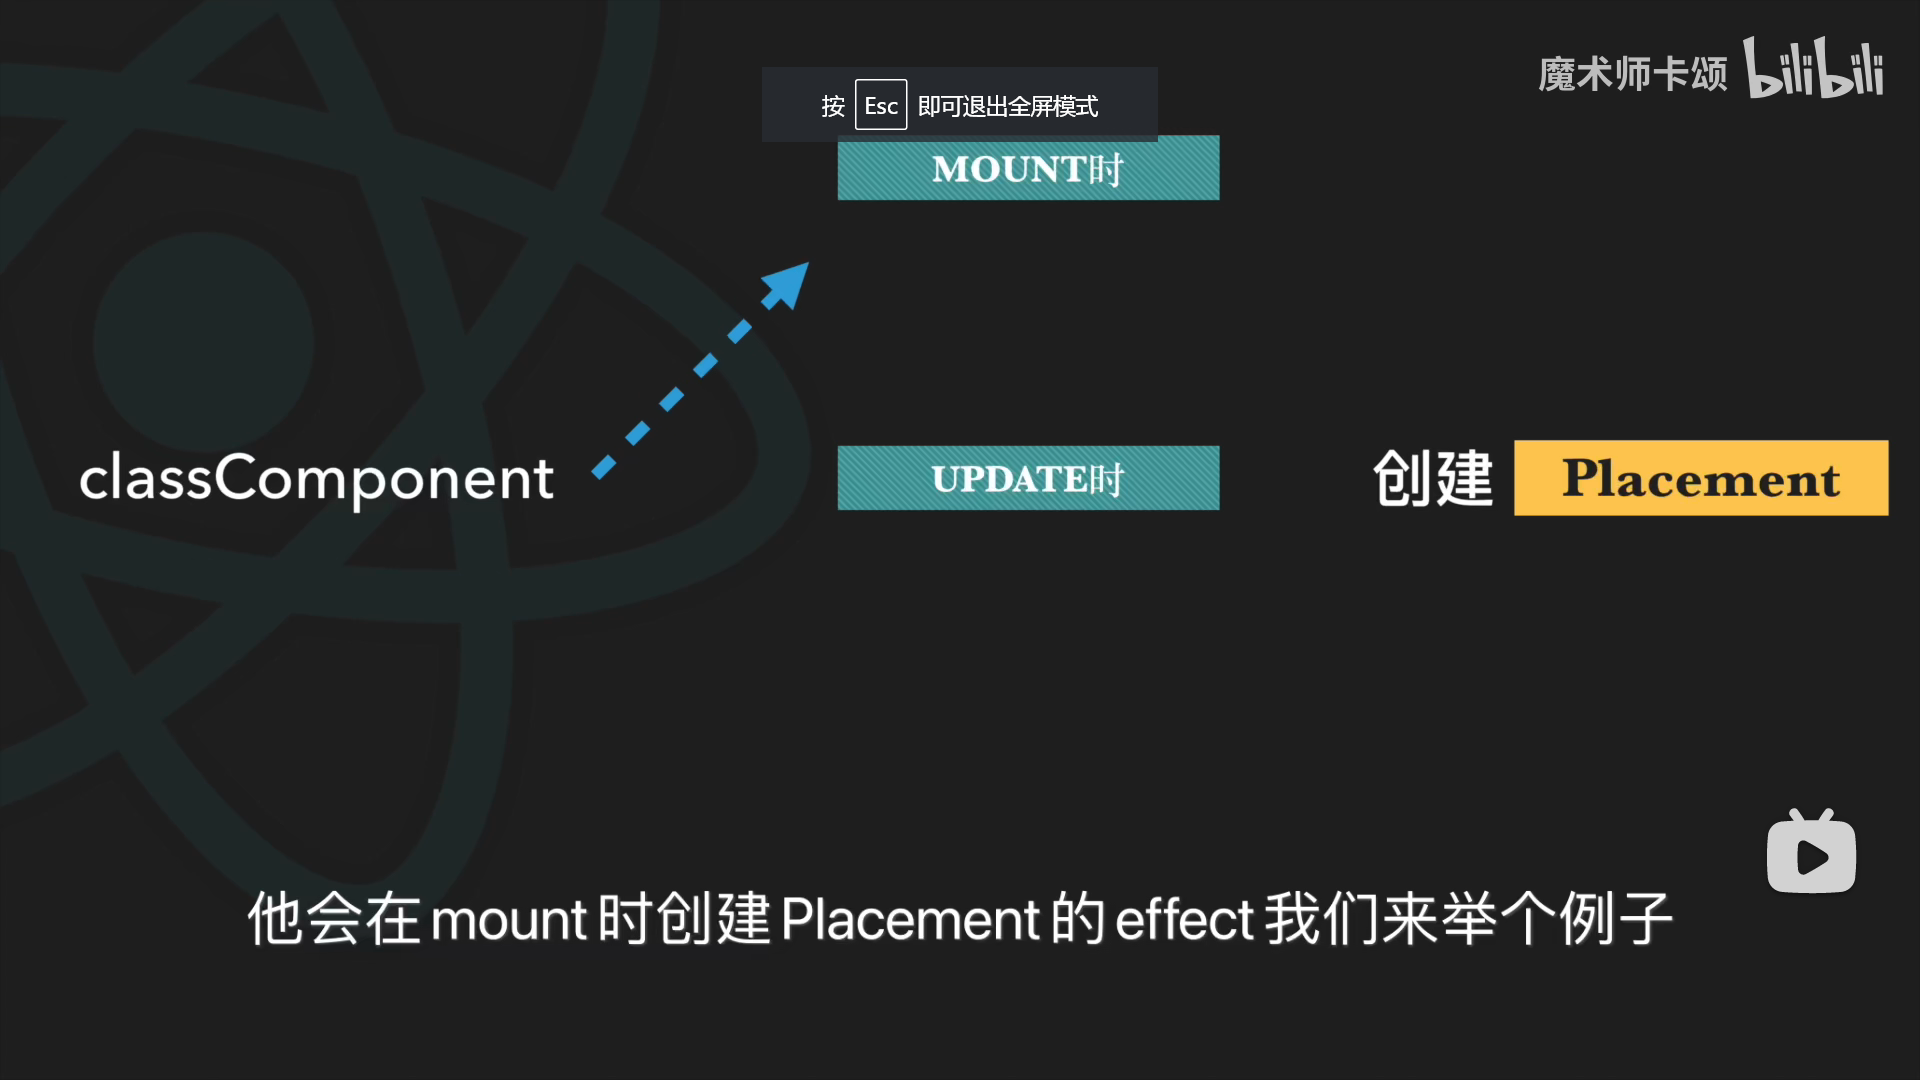 魔术师卡颂 bilibili
按 Esc 即可退出全屏模式
MOUNT时
classComponent
UPDATE时
创建 Placement
他会在mount时创建Placement的effect我们来举个例子